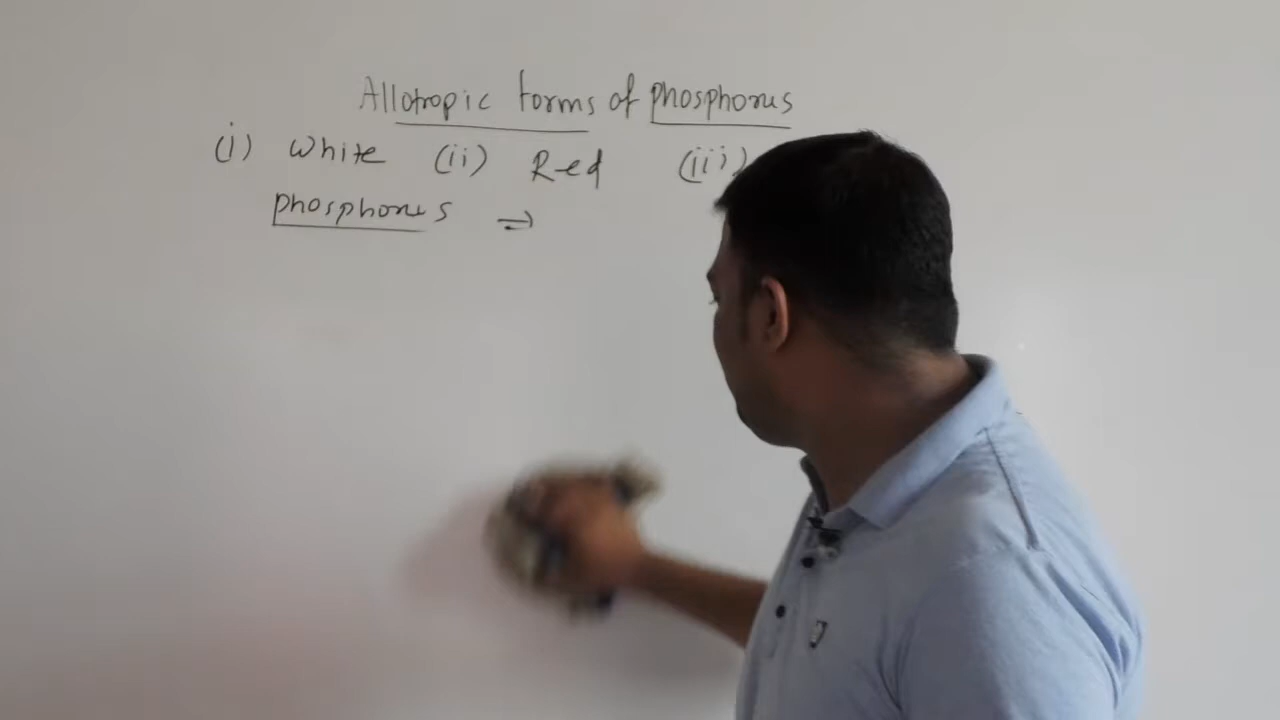 Allotropic forms of phosphorus
(i) White (ii) Red (iii)
phosphorus ⇒